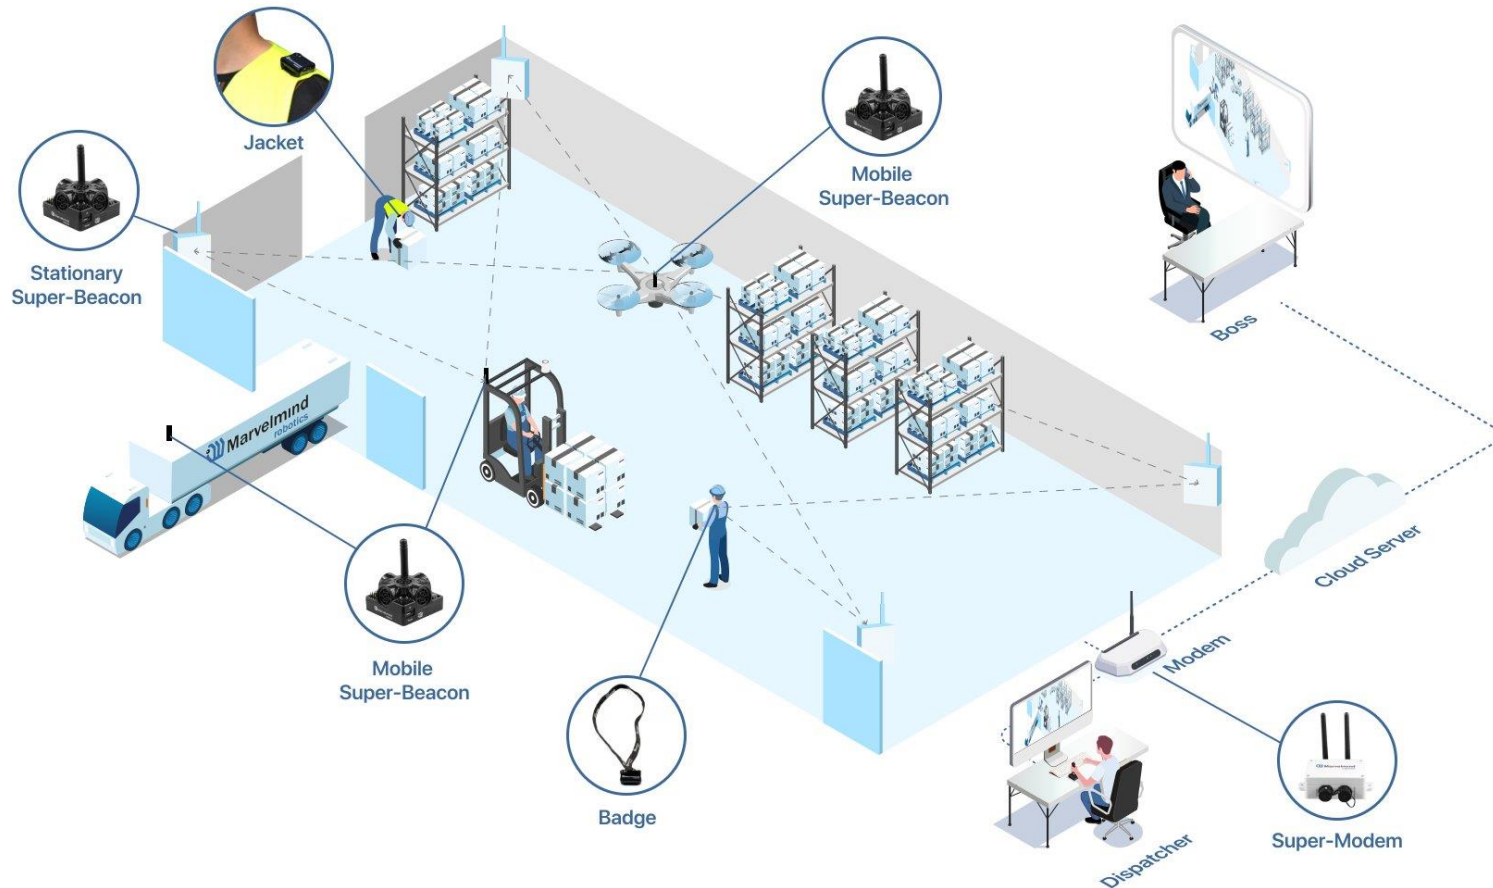 Jacket
Mobile
Super-Beacon
Stationary
Super-Beacon
Boss
Marvelmind
robotics
Cloud Server
Modem
Mobile
Super-Beacon
Badge
Marvelmind
Super-Modem
Dispatcher